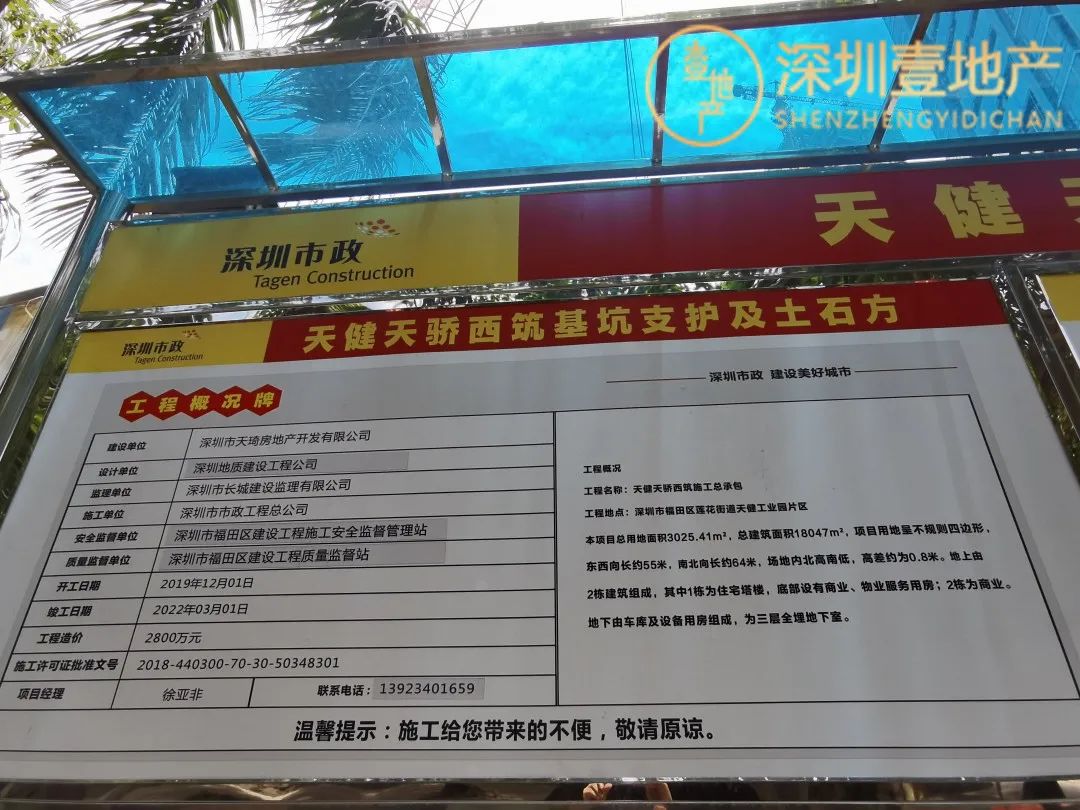 壹地产
深圳壹地产
SHENZHENGYIDICHAN
深圳市政
Tagen Construction
天健天
深圳市政
Tagen Construction
天健天骄西筑基坑支护及土石方
深圳市政 建设美好城市
工程概况牌
建设单位 深圳市天琦房地产开发有限公司
设计单位 深圳地质建设工程公司
监理单位 深圳市长城建设监理有限公司
施工单位 深圳市市政工程总公司
安全监督单位 深圳市福田区建设工程施工安全监督管理站
质量监督单位 深圳市福田区建设工程质量监督站
开工日期 2019年12月01日
竣工日期 2022年03月01日
工程造价 2800万元
施工许可证批准文号 2018-440300-70-30-50348301
项目经理 徐亚非 联系电话：13923401659
工程概况
工程名称：天健天骄西筑施工总承包
工程地点：深圳市福田区莲花街道天健工业园片区
本项目总用地面积3025.41m²，总建筑面积18047m²，项目用地呈不规则四边形，
东西向长约55米，南北向长约64米，场地内北高南低，高差约为0.8米。地上由
2栋建筑组成，其中1栋为住宅塔楼，底部设有商业、物业服务用房；2栋为商业。
地下由车库及设备用房组成，为三层全埋地下室。
温馨提示：施工给您带来的不便，敬请原谅。